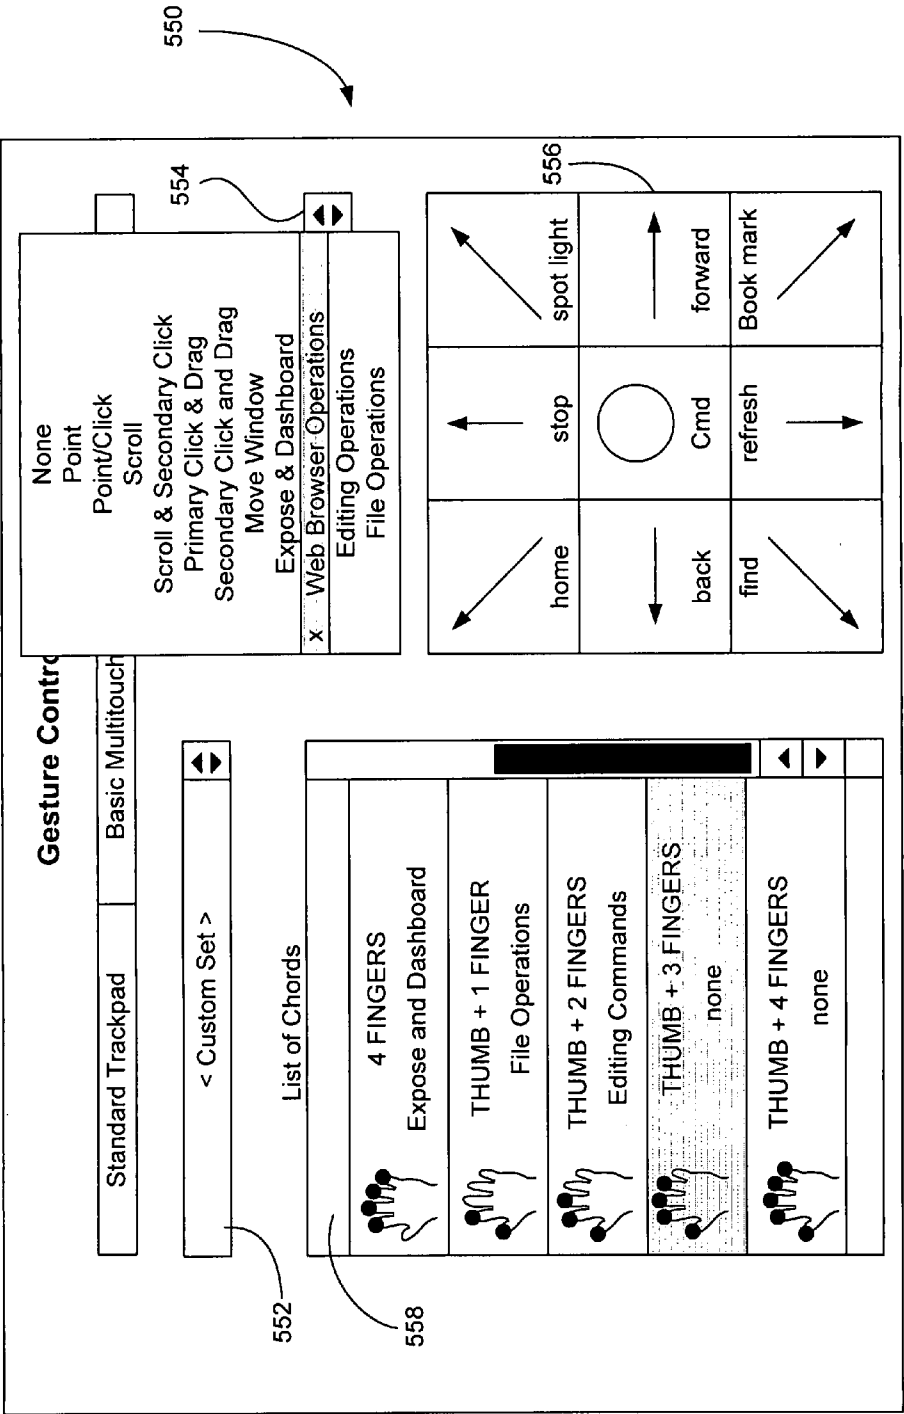 550
Gesture Contro
Standard Trackpad
Basic Multitouch
554
None
Point
Point/Click
Scroll
Scroll & Secondary Click
Primary Click & Drag
Secondary Click and Drag
Move Window
Expose & Dashboard
x Web Browser Operations
Editing Operations
File Operations
552
< Custom Set >
558
List of Chords
4 FINGERS
Expose and Dashboard
THUMB + 1 FINGER
File Operations
THUMB + 2 FINGERS
Editing Commands
THUMB + 3 FINGERS
none
THUMB + 4 FINGERS
none
556
home
stop
spot light
back
Cmd
forward
find
refresh
Book mark